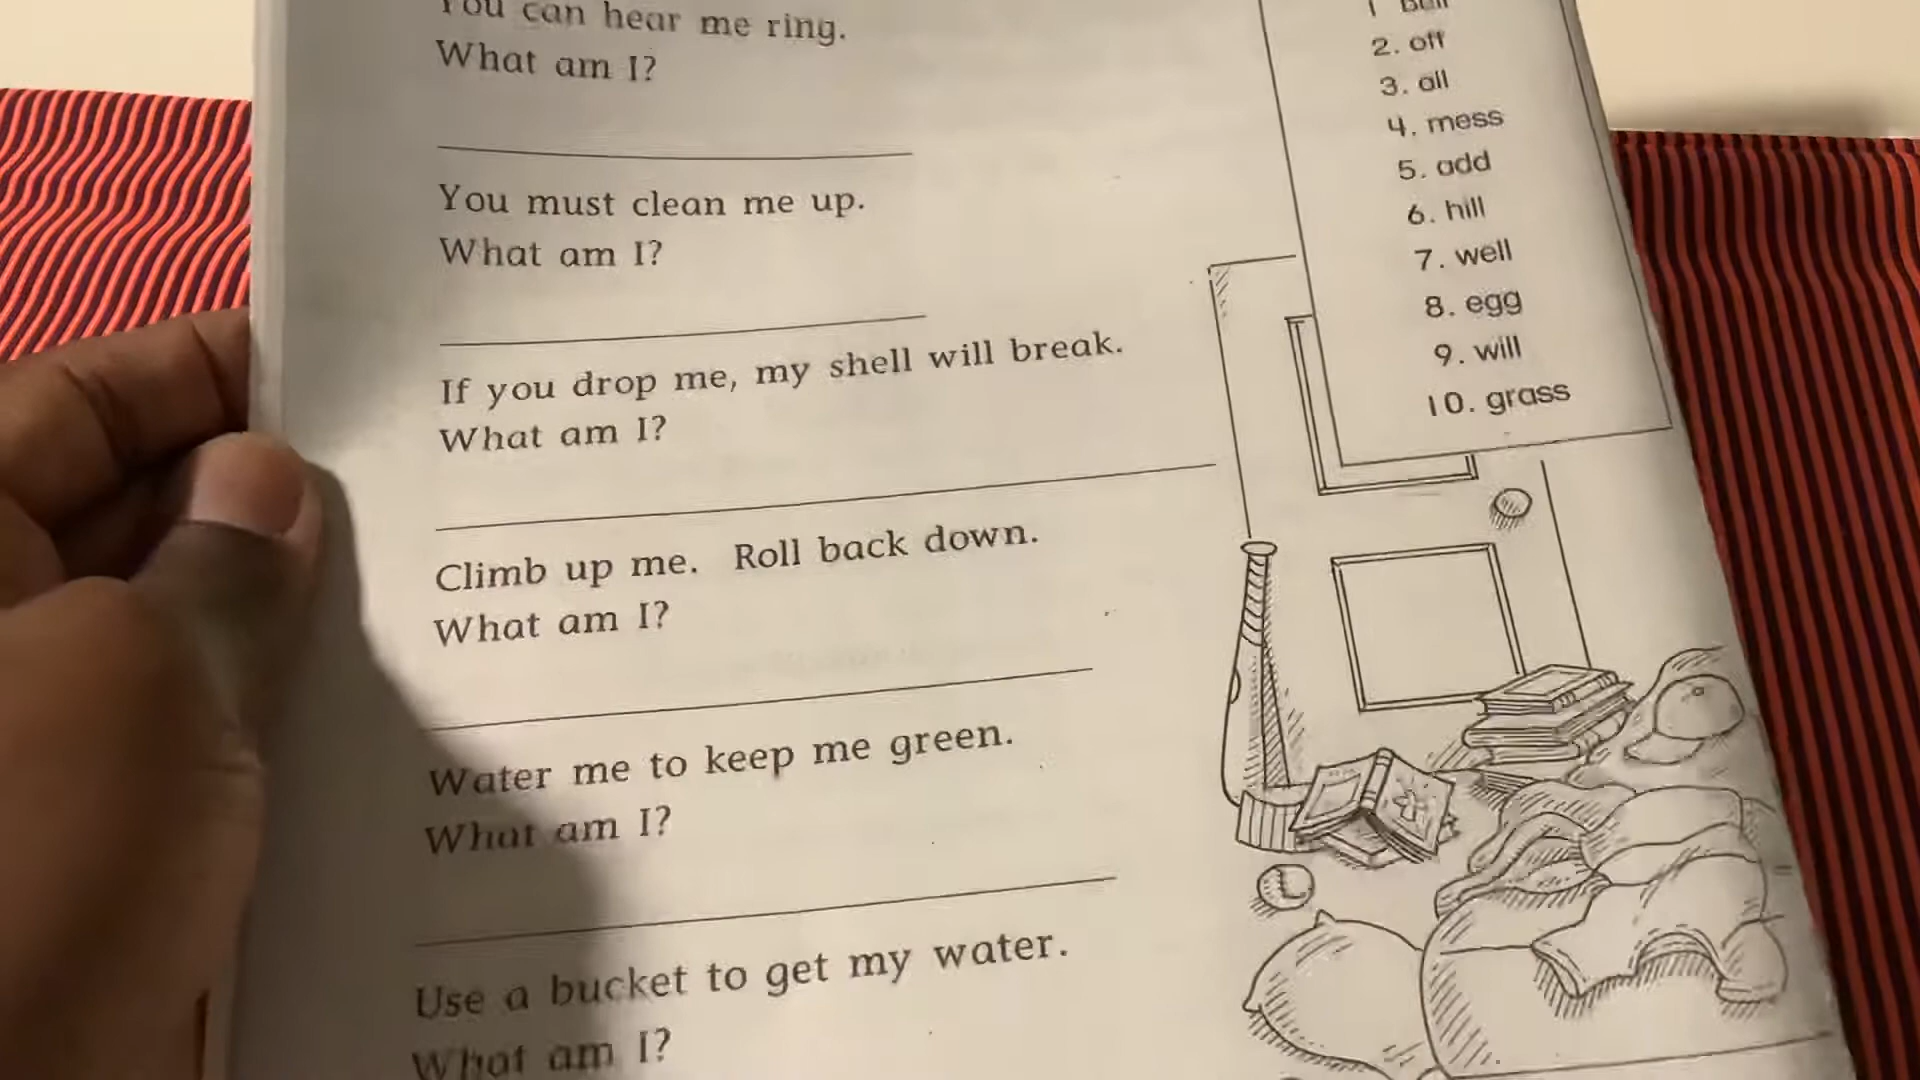 You can hear me ring.
What am I?
You must clean me up.
What am I?
If you drop me, my shell will break.
What am I?
Climb up me. Roll back down.
What am I?
Water me to keep me green.
What am I?
Use a bucket to get my water.
What am I?
1
2. off
3. all
4. mess
5. add
6. hill
7. well
8. egg
9. will
10. grass